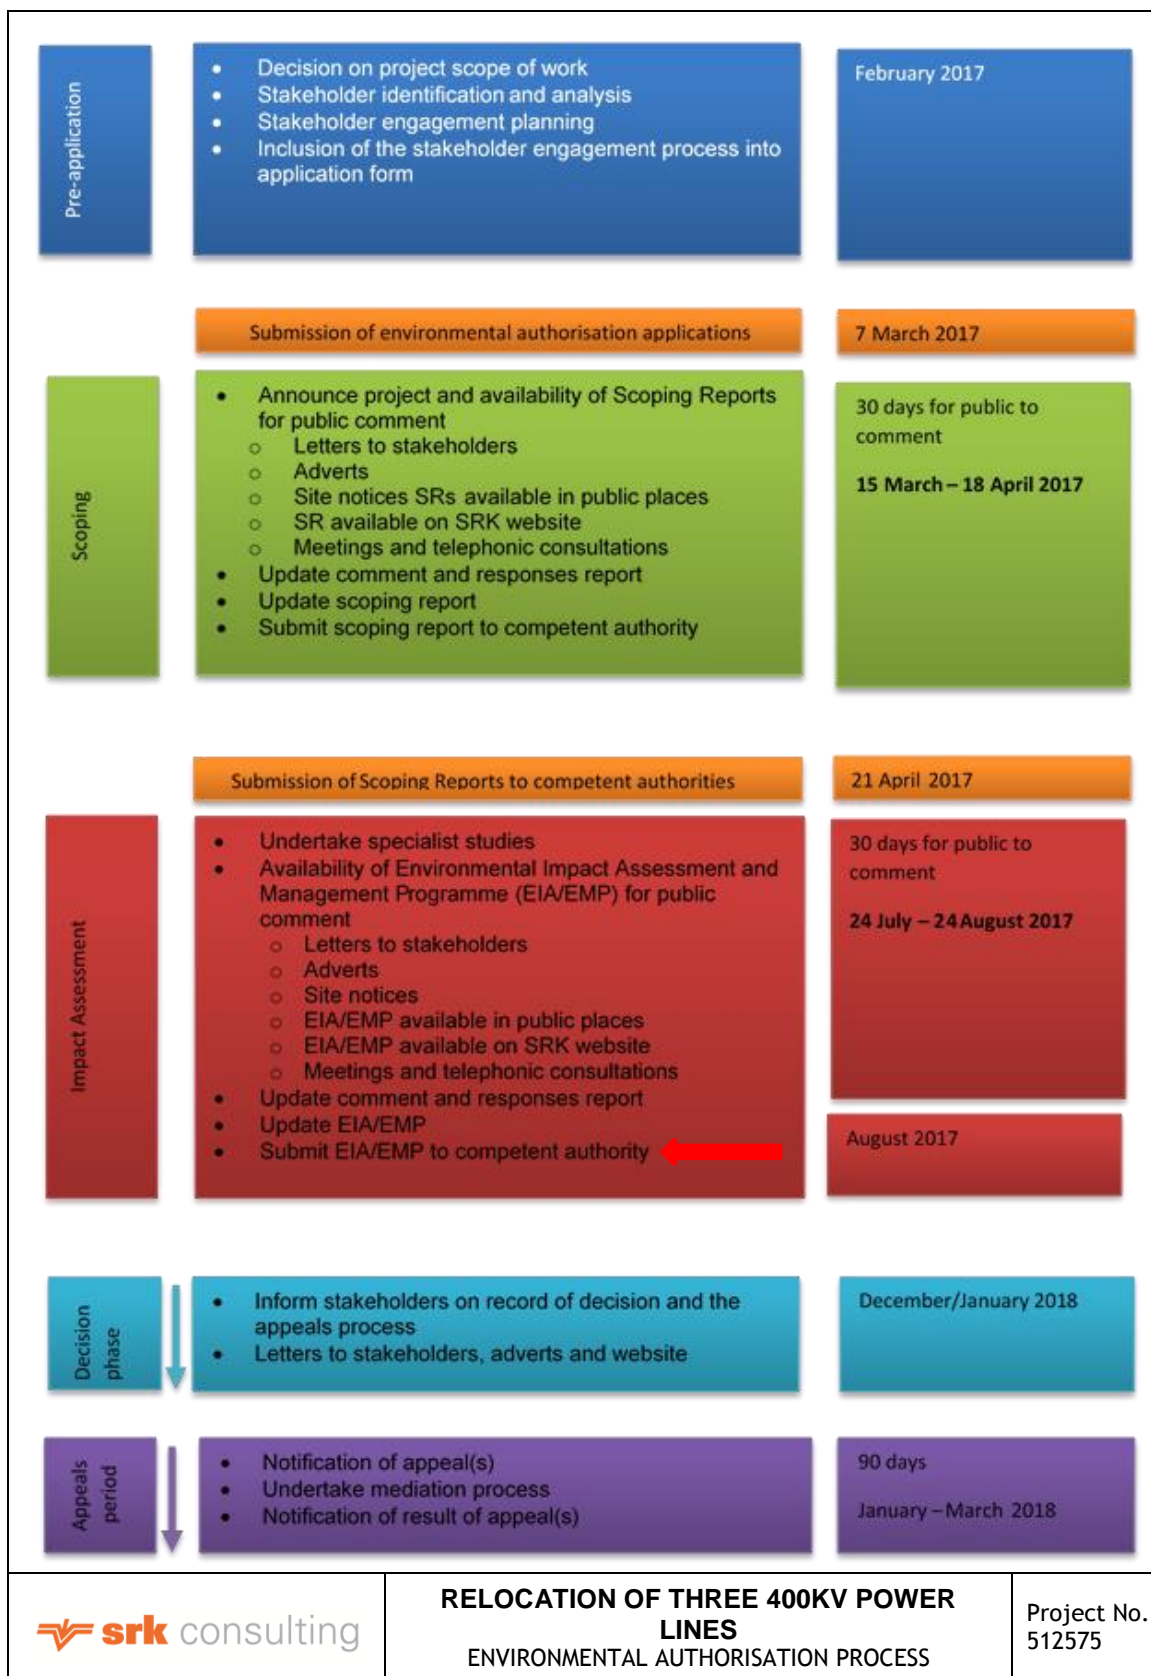 Pre-application
• Decision on project scope of work
• Stakeholder identification and analysis
• Stakeholder engagement planning
• Inclusion of the stakeholder engagement process into
application form
February 2017
Submission of environmental authorisation applications
7 March 2017
Scoping
• Announce project and availability of Scoping Reports
for public comment
o Letters to stakeholders
o Adverts
o Site notices SRs available in public places
o SR available on SRK website
o Meetings and telephonic consultations
• Update comment and responses report
• Update scoping report
• Submit scoping report to competent authority
30 days for public to
comment
15 March – 18 April 2017
Submission of Scoping Reports to competent authorities
21 April 2017
Impact Assessment
• Undertake specialist studies
• Availability of Environmental Impact Assessment and
Management Programme (EIA/EMP) for public
comment
o Letters to stakeholders
o Adverts
o Site notices
o EIA/EMP available in public places
o EIA/EMP available on SRK website
o Meetings and telephonic consultations
• Update comment and responses report
• Update EIA/EMP
• Submit EIA/EMP to competent authority
30 days for public to
comment
24 July – 24 August 2017
August 2017
Decision
phase
• Inform stakeholders on record of decision and the
appeals process
• Letters to stakeholders, adverts and website
December/January 2018
Appeals
period
• Notification of appeal(s)
• Undertake mediation process
• Notification of result of appeal(s)
90 days
January – March 2018
srk consulting
RELOCATION OF THREE 400KV POWER
LINES
ENVIRONMENTAL AUTHORISATION PROCESS
Project No.
512575